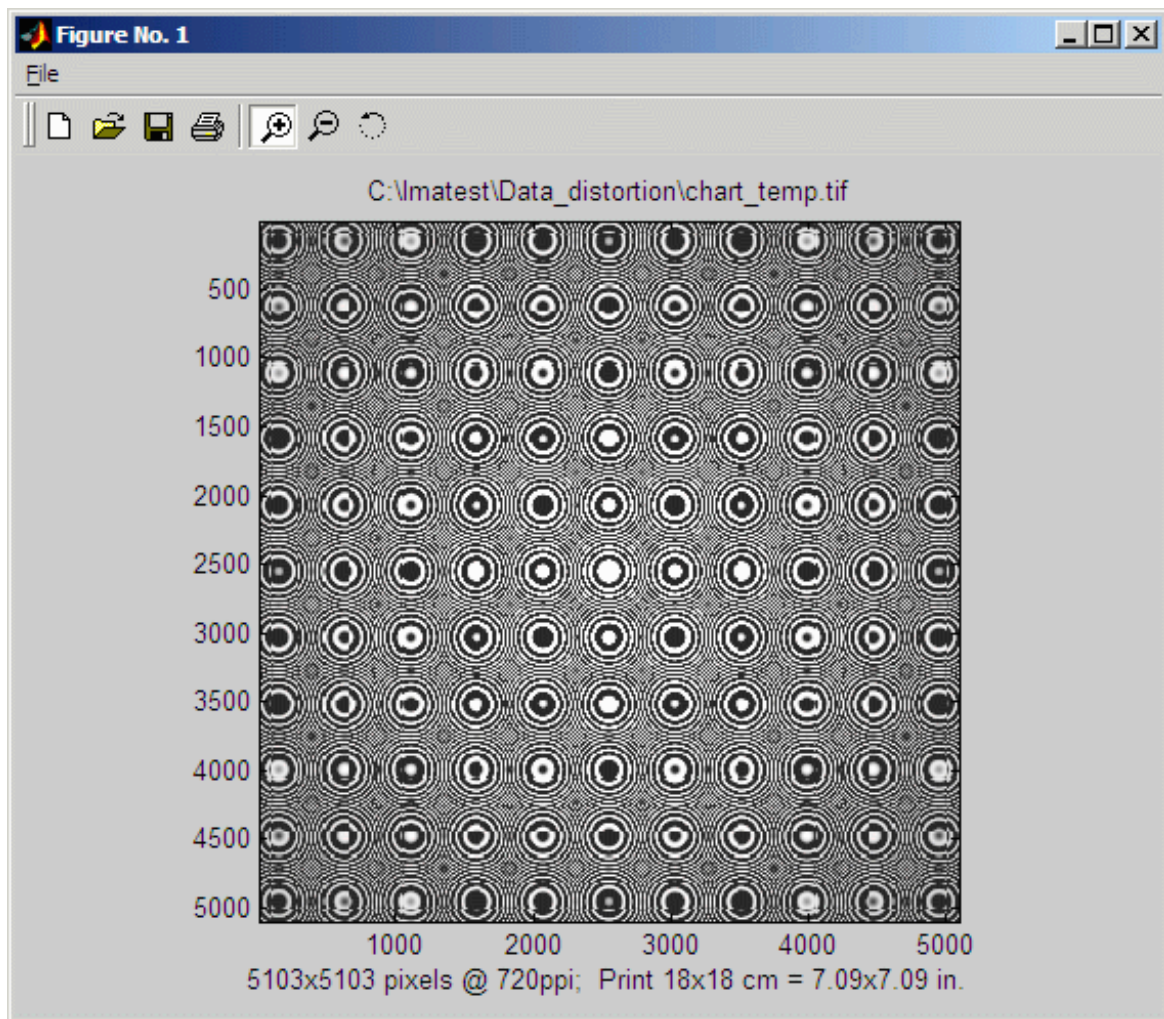 Figure No. 1
File
C:\Imatest\Data_distortion\chart_temp.tif
500
1000
1500
2000
2500
3000
3500
4000
4500
5000
1000 2000 3000 4000 5000
5103x5103 pixels @ 720ppi; Print 18x18 cm = 7.09x7.09 in.